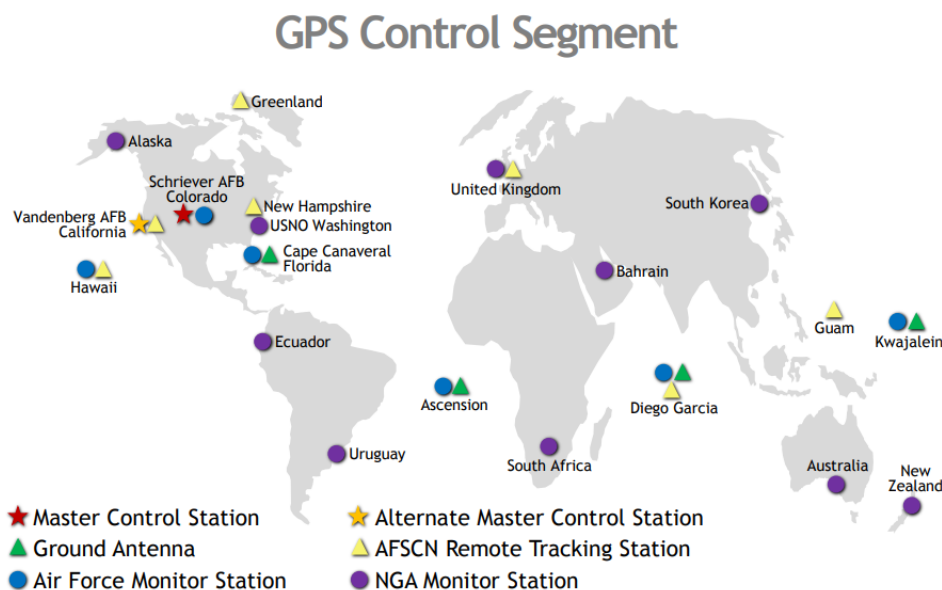 GPS Control Segment
Greenland
Alaska
Schriever AFB
Colorado
Vandenberg AFB
California
New Hampshire
USNO Washington
Cape Canaveral
Florida
Hawaii
United Kingdom
South Korea
Bahrain
Guam
Kwajalein
Ecuador
Ascension
Diego Garcia
Uruguay
South Africa
Australia
New
Zealand
Master Control Station
Alternate Master Control Station
Ground Antenna
AFSCN Remote Tracking Station
Air Force Monitor Station
NGA Monitor Station